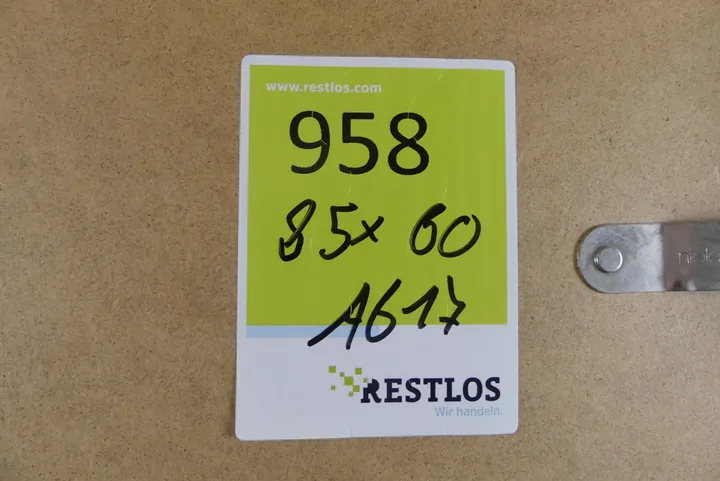 www.restlos.com
958
85x 60
A617
RESTLOS
Wir handeln.